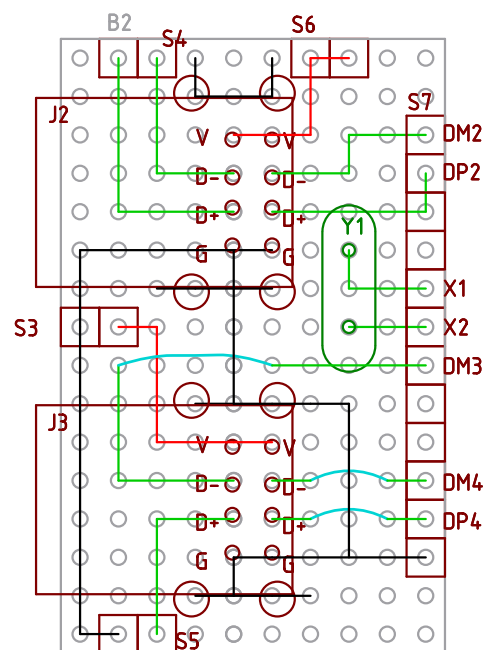 B2
S4
S6
J2
S7
V
V
DM2
D-
D-
DP2
D+
D+
Y1
G
G
X1
S3
X2
DM3
J3
V
V
D-
D-
DM4
D+
D+
DP4
G
G
S5